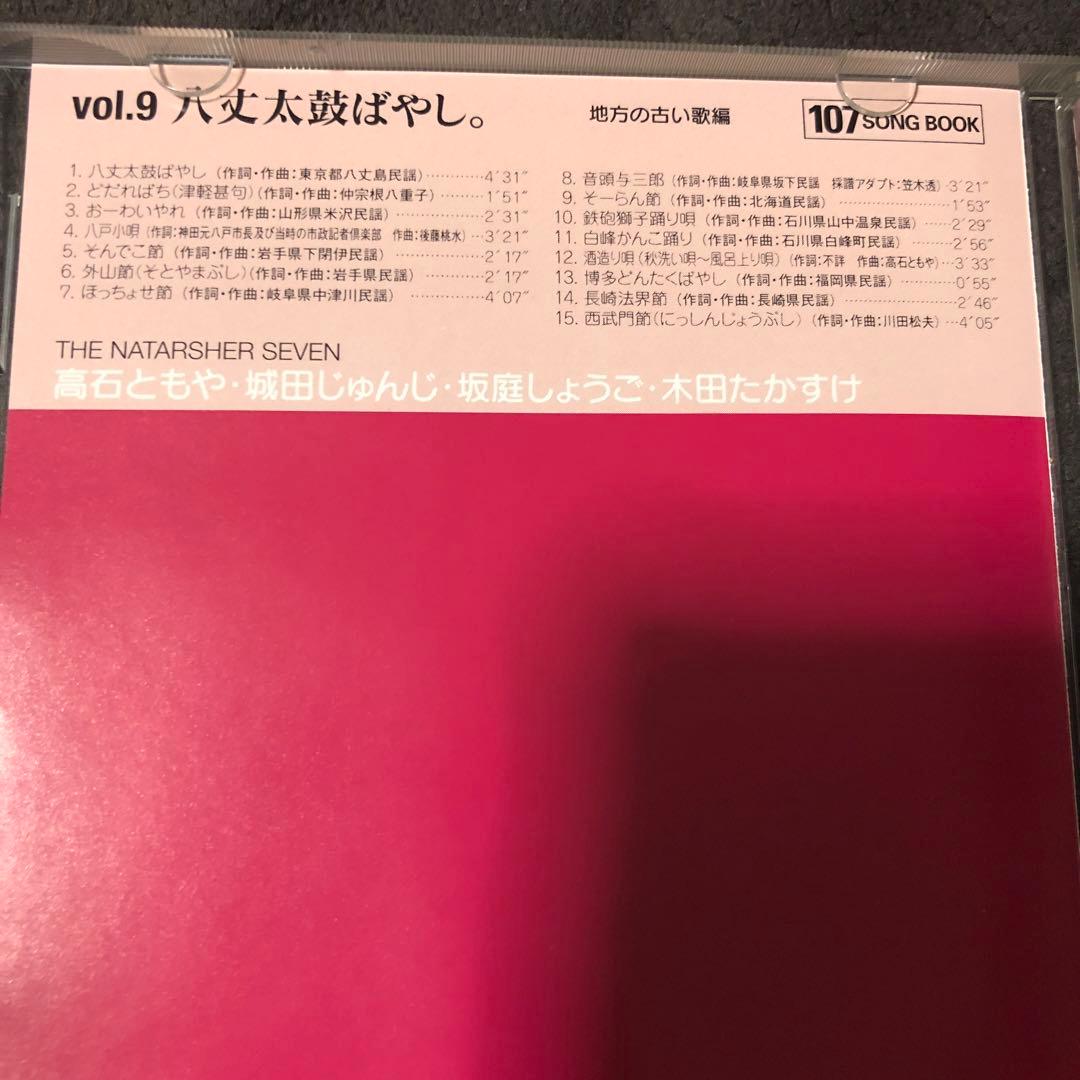 vol.9 八丈太鼓ばやし。 地方の古い歌編 107 SONG BOOK
1. 八丈太鼓ばやし (作詞・作曲:東京都八丈島民謡)…………4´31˝
2. どだればち(津軽甚句) (作詞・作曲:仲宗根八重子)…………1´51˝
3. おーわいやれ (作詞・作曲:山形県米沢民謡)…………2´31˝
4. 八戸小唄 (作詞:神田元八戸市長及び当時の市政記者倶楽部 作曲:後藤桃水)…3´21˝
5. そんでこ節 (作詞・作曲:岩手県下閉伊民謡)…………2´17˝
6. 外山節(そとやまぶし) (作詞・作曲:岩手県民謡)…………2´17˝
7. ほっちょせ節 (作詞・作曲:岐阜県中津川民謡)…………4´07˝
8. 音頭与三郎 (作詞・作曲:岐阜県坂下民謡 採譜アダプト:笠木透)…3´21˝
9. そーらん節 (作詞・作曲:北海道民謡)…………1´53˝
10. 鉄砲獅子踊り唄 (作詞・作曲:石川県山中温泉民謡)……2´29˝
11. 白峰かんこ踊り (作詞・作曲:石川県白峰町民謡)………2´56˝
12. 酒造り唄(秋洗い唄〜風呂上り唄) (作詞:不詳 作曲:高石ともや)…3´33˝
13. 博多どんたくばやし (作詞・作曲:福岡県民謡)…………0´55˝
14. 長崎法界節 (作詞・作曲:長崎県民謡)…………2´46˝
15. 西武門節(にっしんじょうぶし) (作詞・作曲:川田松夫)…4´05˝
THE NATARSHER SEVEN
高石ともや・城田じゅんじ・坂庭しょうご・木田たかすけ